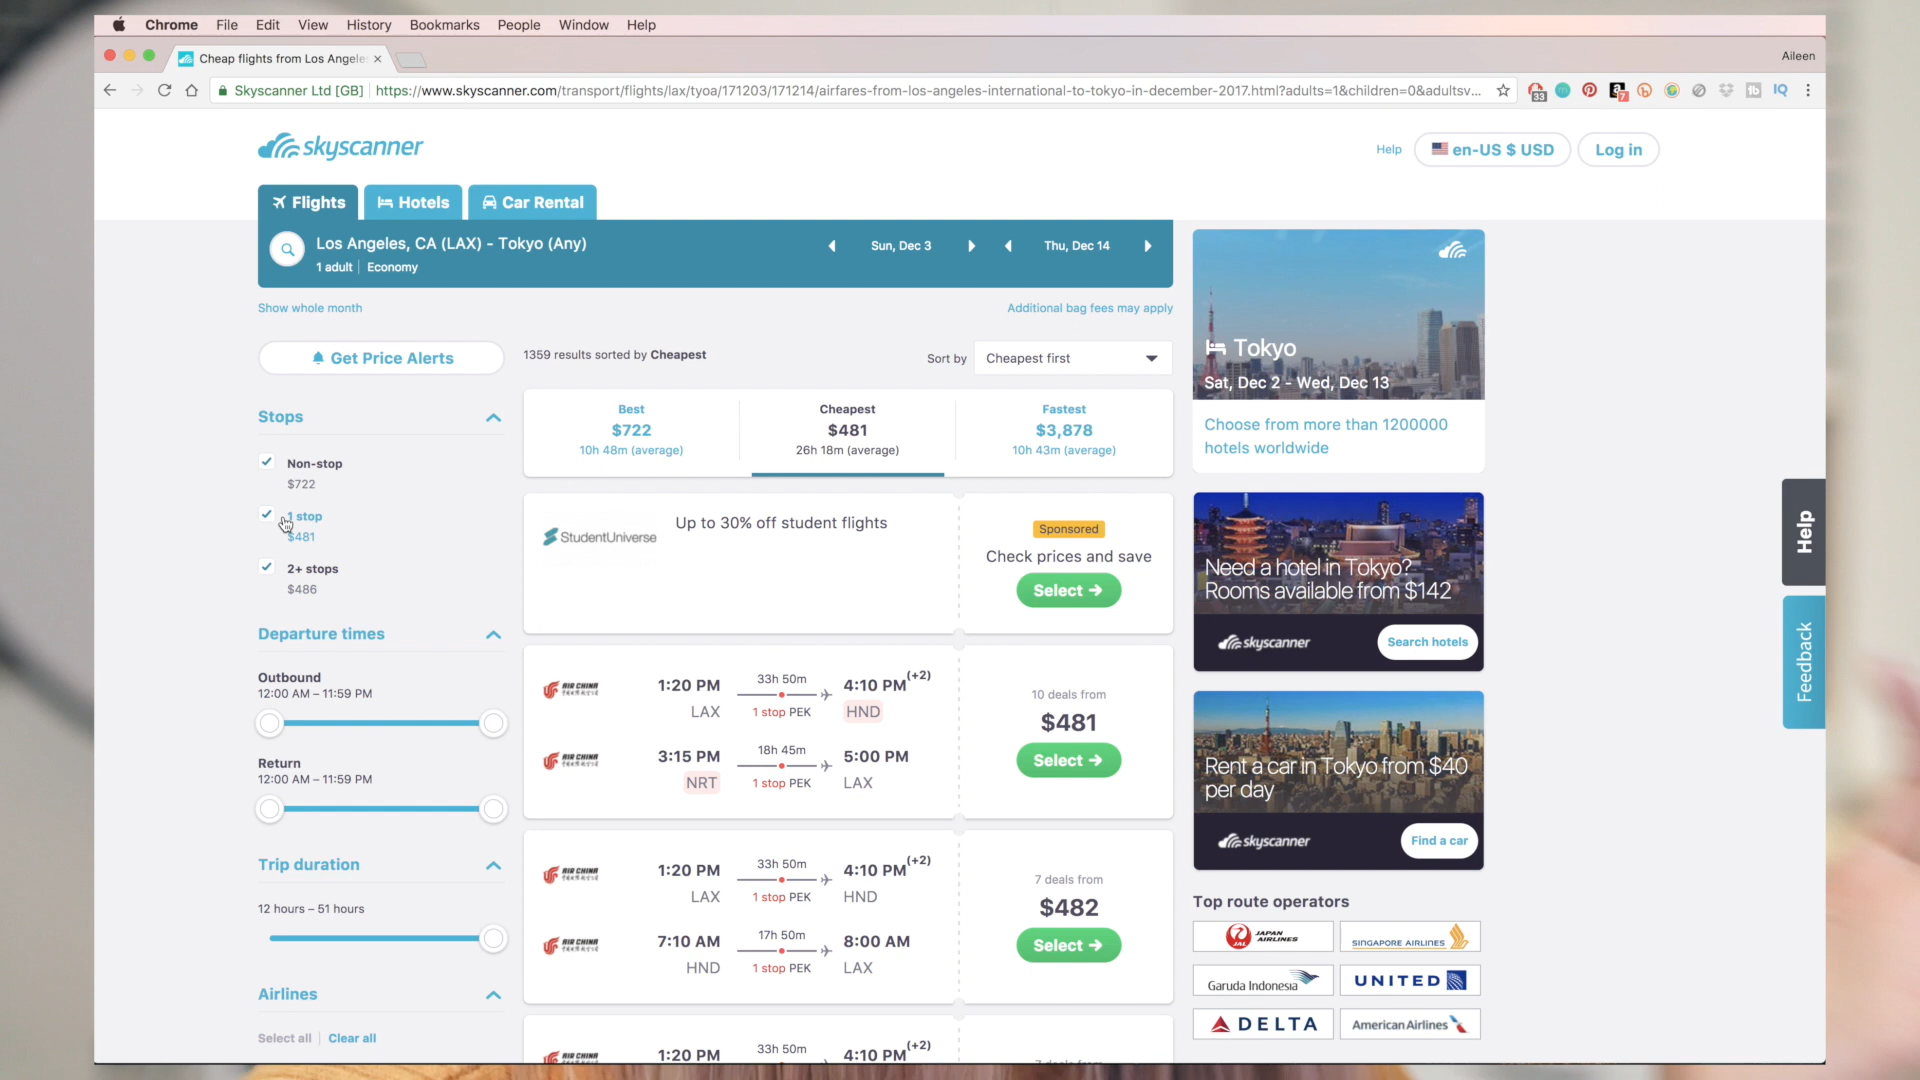 Chrome File Edit View History Bookmarks People Window Help
Cheap flights from Los Angele
Aileen
Skyscanner Ltd [GB] https://www.skyscanner.com/transport/flights/lax/tyoa/171203/171214/airfares-from-los-angeles-international-to-tokyo-in-december-2017.html?adults=1&children=0&adultsv...
33
7
IQ
skyscanner
Help
en-US $ USD
Log in
Flights
Hotels
Car Rental
Los Angeles, CA (LAX) - Tokyo (Any)
1 adult | Economy
Sun, Dec 3
Thu, Dec 14
Show whole month
Additional bag fees may apply
Get Price Alerts
1359 results sorted by Cheapest
Sort by Cheapest first
Best
$722
10h 48m (average)
Cheapest
$481
26h 18m (average)
Fastest
$3,878
10h 43m (average)
Stops
Non-stop
$722
1 stop
$481
2+ stops
$486
Departure times
Outbound
12:00 AM – 11:59 PM
Return
12:00 AM – 11:59 PM
Trip duration
12 hours – 51 hours
Airlines
Select all | Clear all
StudentUniverse
Up to 30% off student flights
Sponsored
Check prices and save
Select →
AIR CHINA
1:20 PM
LAX
33h 50m
1 stop PEK
4:10 PM (+2)
HND
AIR CHINA
3:15 PM
NRT
18h 45m
1 stop PEK
5:00 PM
LAX
10 deals from
$481
Select →
AIR CHINA
1:20 PM
LAX
33h 50m
1 stop PEK
4:10 PM (+2)
HND
AIR CHINA
7:10 AM
HND
17h 50m
1 stop PEK
8:00 AM
LAX
7 deals from
$482
Select →
AIR CHINA
1:20 PM
33h 50m
4:10 PM (+2)
Tokyo
Sat, Dec 2 - Wed, Dec 13
Choose from more than 1200000
hotels worldwide
Need a hotel in Tokyo?
Rooms available from $142
skyscanner
Search hotels
Rent a car in Tokyo from $40
per day
skyscanner
Find a car
Top route operators
JAL JAPAN
AIRLINES
SINGAPORE AIRLINES
Garuda Indonesia
UNITED
DELTA
American Airlines
Help
Feedback